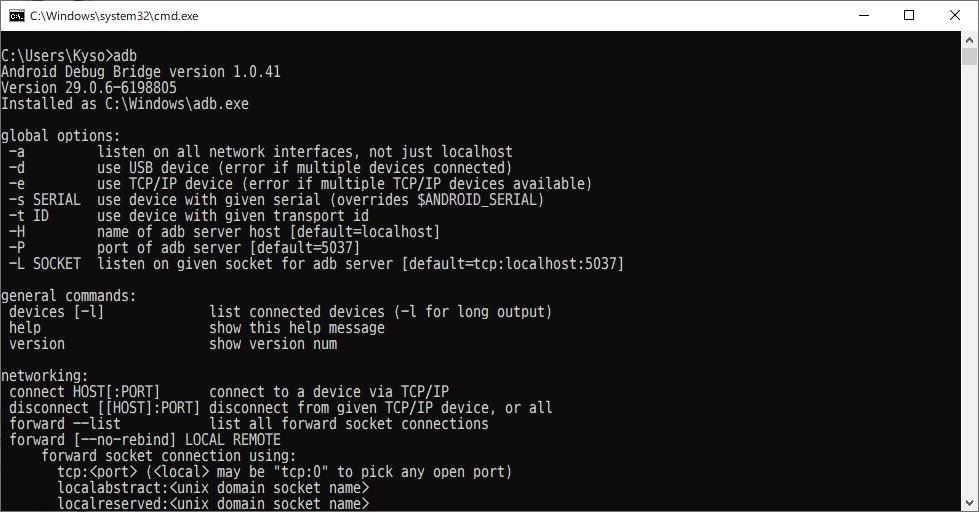 C:\Windows\system32\cmd.exe
C:\Users\Kyso>adb
Android Debug Bridge version 1.0.41
Version 29.0.6-6198805
Installed as C:\Windows\adb.exe
global options:
 -a         listen on all network interfaces, not just localhost
 -d         use USB device (error if multiple devices connected)
 -e         use TCP/IP device (error if multiple TCP/IP devices available)
 -s SERIAL  use device with given serial (overrides $ANDROID_SERIAL)
 -t ID      use device with given transport id
 -H         name of adb server host [default=localhost]
 -P         port of adb server [default=5037]
 -L SOCKET  listen on given socket for adb server [default=tcp:localhost:5037]
general commands:
 devices [-l]             list connected devices (-l for long output)
 help                     show this help message
 version                  show version num
networking:
 connect HOST[:PORT]      connect to a device via TCP/IP
 disconnect [[HOST]:PORT] disconnect from given TCP/IP device, or all
 forward --list           list all forward socket connections
 forward [--no-rebind] LOCAL REMOTE
     forward socket connection using:
       tcp:<port> (<local> may be "tcp:0" to pick any open port)
       localabstract:<unix domain socket name>
       localreserved:<unix domain socket name>